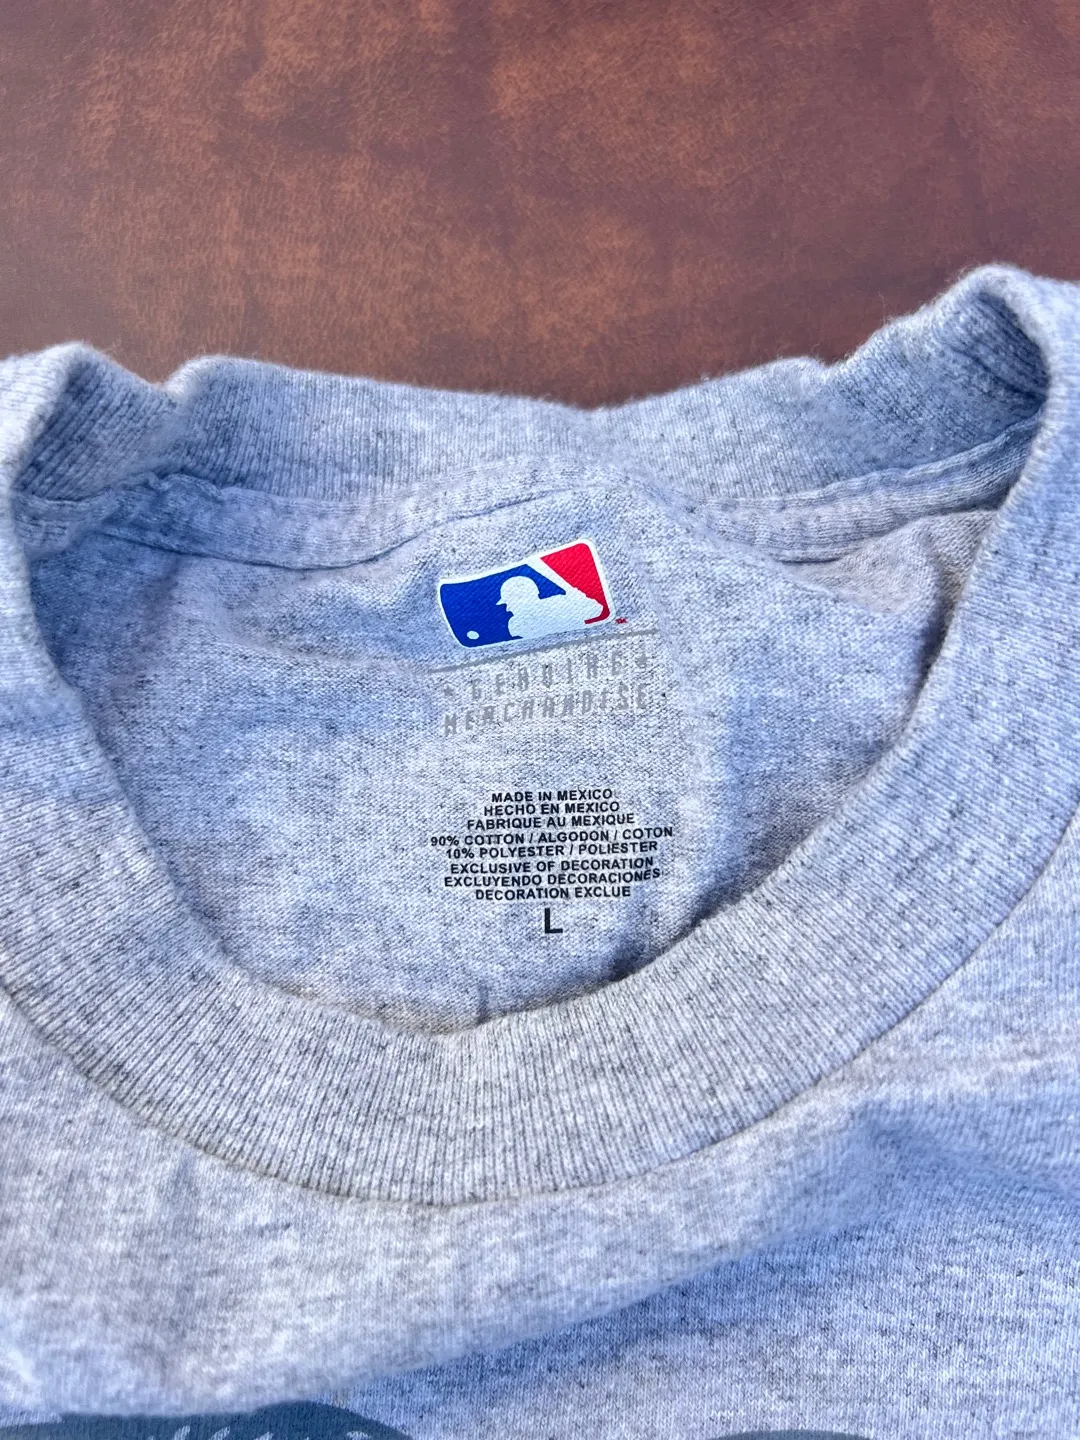 GENUINE
MERCHANDISE
MADE IN MEXICO
HECHO EN MEXICO
FABRIQUE AU MEXIQUE
90% COTTON / ALGODON / COTON
10% POLYESTER / POLIESTER
EXCLUSIVE OF DECORATION
EXCLUYENDO DECORACIONES
DECORATION EXCLUE
L